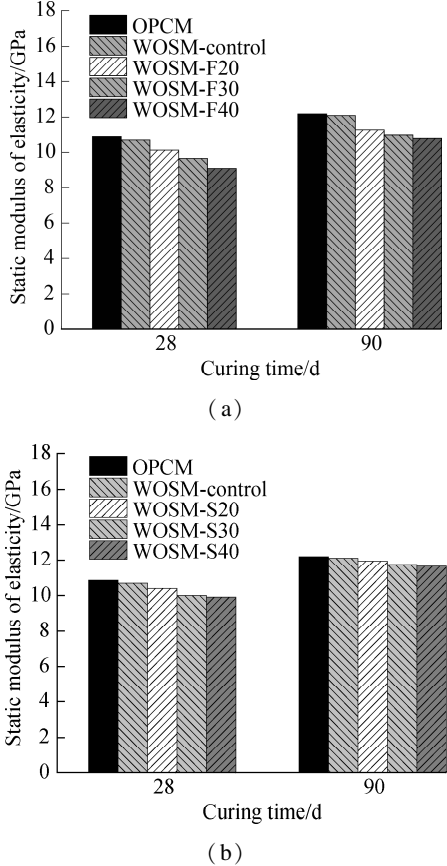 18
16
14
12
10
8
6
4
2
0
Static modulus of elasticity/GPa
OPCM
WOSM-control
WOSM-F20
WOSM-F30
WOSM-F40
28
90
Curing time/d
(a)
18
16
14
12
10
8
6
4
2
0
Static modulus of elasticity/GPa
OPCM
WOSM-control
WOSM-S20
WOSM-S30
WOSM-S40
28
90
Curing time/d
(b)